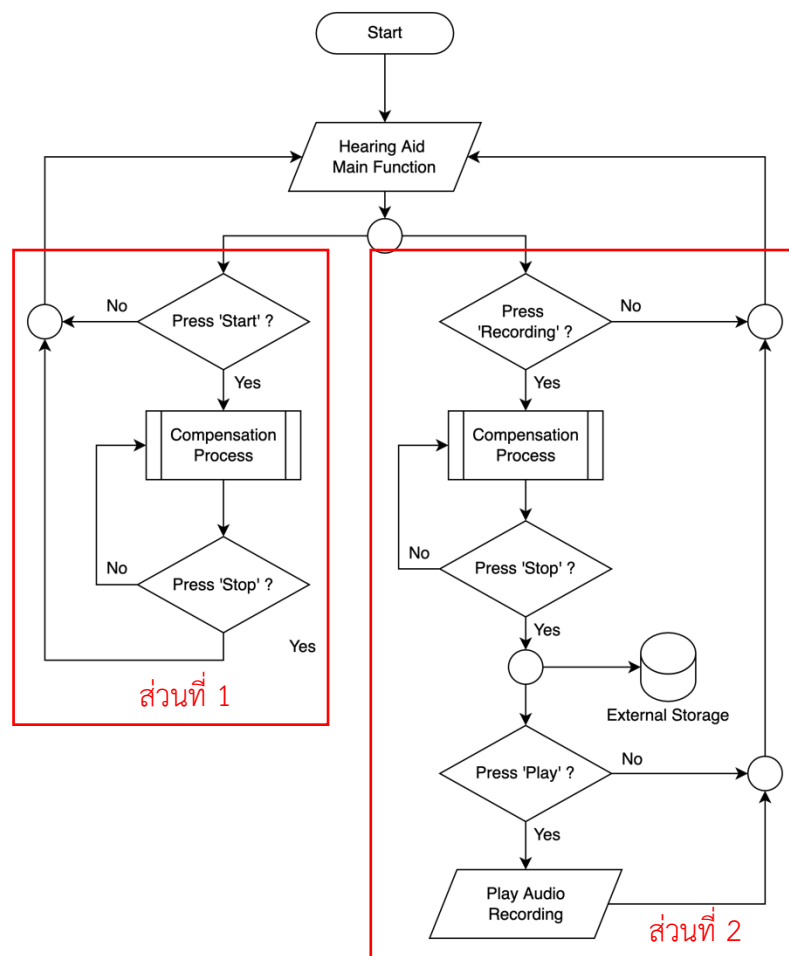 Start
Hearing Aid
Main Function
Press 'Start' ?
No
Yes
Compensation
Process
Press 'Stop' ?
No
Yes
ส่วนที่ 1
Press
'Recording' ?
No
Yes
Compensation
Process
Press 'Stop' ?
No
Yes
External Storage
Press 'Play' ?
No
Yes
Play Audio
Recording
ส่วนที่ 2